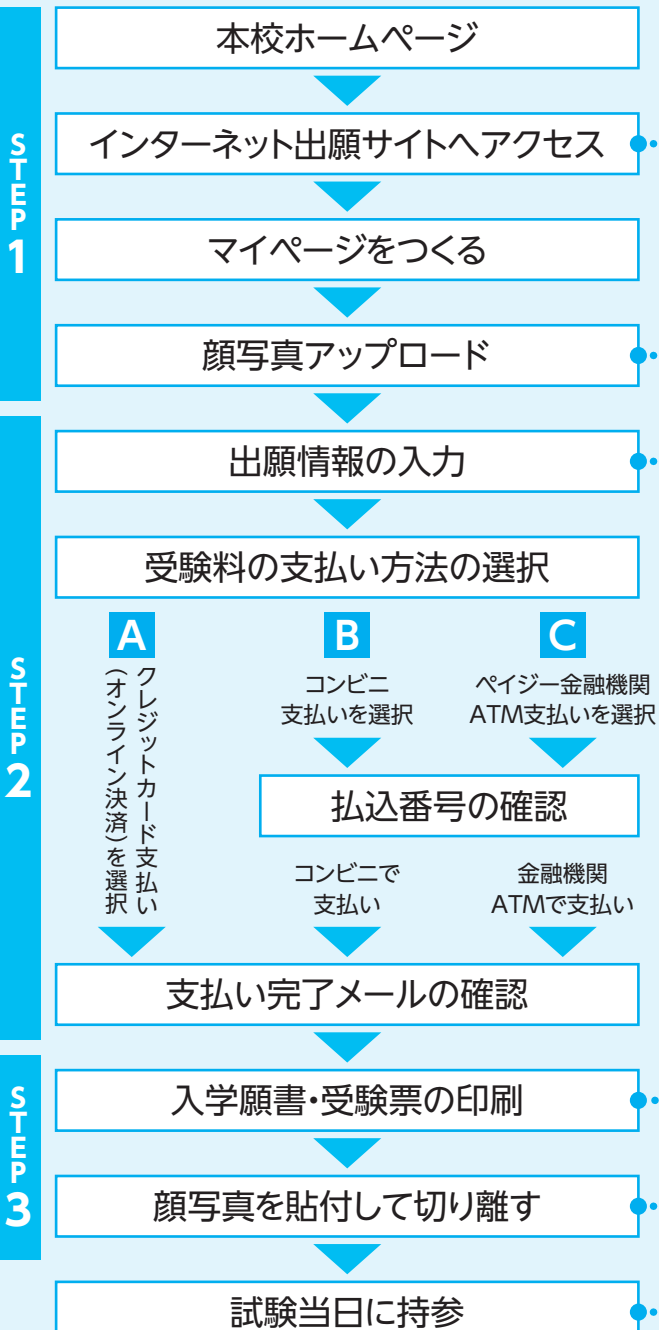 STEP1
本校ホームページ
インターネット出願サイトへアクセス
マイページをつくる
顔写真アップロード
STEP2
出願情報の入力
受験料の支払い方法の選択
A
クレジットカード支払い
(オンライン決済)を選択
B
コンビニ
支払いを選択
C
ペイジー金融機関
ATM支払いを選択
払込番号の確認
コンビニで
支払い
金融機関
ATMで支払い
支払い完了メールの確認
STEP3
入学願書・受験票の印刷
顔写真を貼付して切り離す
試験当日に持参